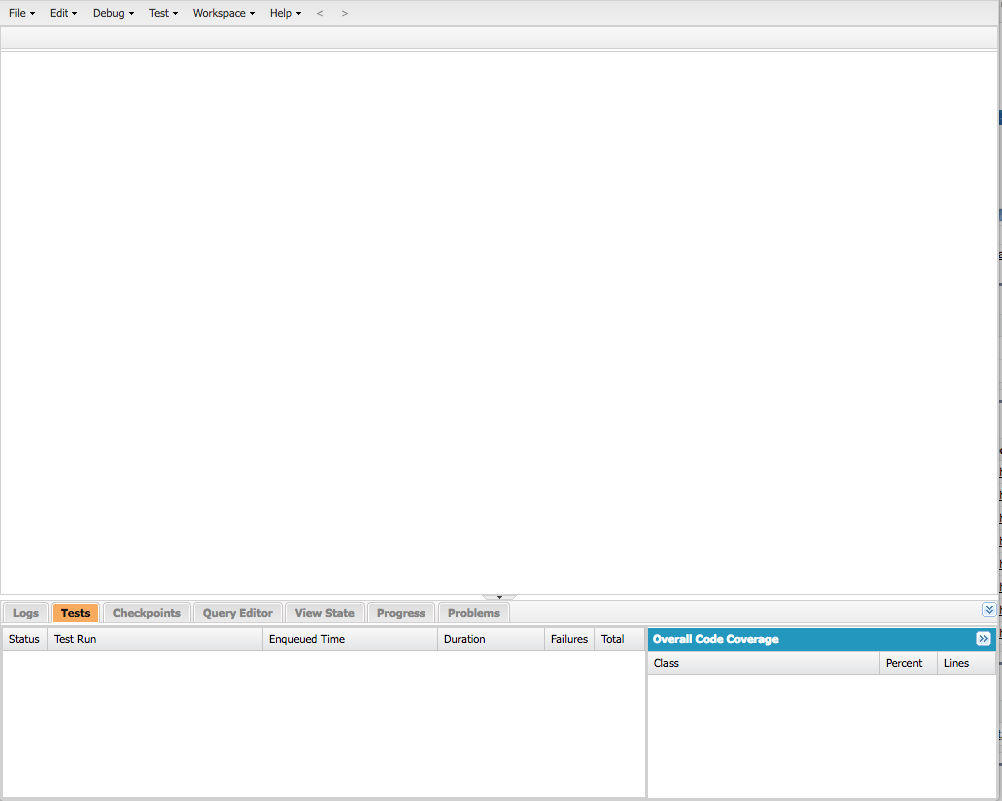 File Edit Debug Test Workspace Help < >
Logs Tests Checkpoints Query Editor View State Progress Problems
Status Test Run Enqueued Time Duration Failures Total
Overall Code Coverage
Class Percent Lines